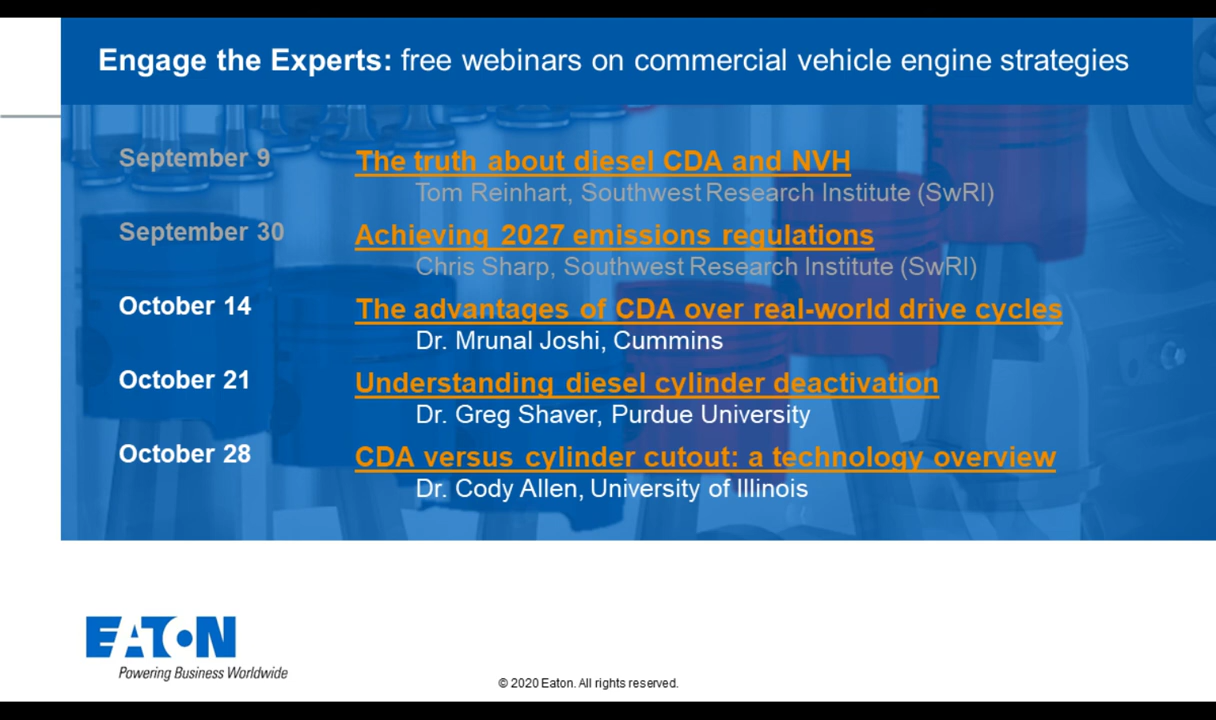 Engage the Experts: free webinars on commercial vehicle engine strategies
September 9 The truth about diesel CDA and NVH
Tom Reinhart, Southwest Research Institute (SwRI)
September 30 Achieving 2027 emissions regulations
Chris Sharp, Southwest Research Institute (SwRI)
October 14 The advantages of CDA over real-world drive cycles
Dr. Mrunal Joshi, Cummins
October 21 Understanding diesel cylinder deactivation
Dr. Greg Shaver, Purdue University
October 28 CDA versus cylinder cutout: a technology overview
Dr. Cody Allen, University of Illinois
EATON
Powering Business Worldwide
© 2020 Eaton. All rights reserved.